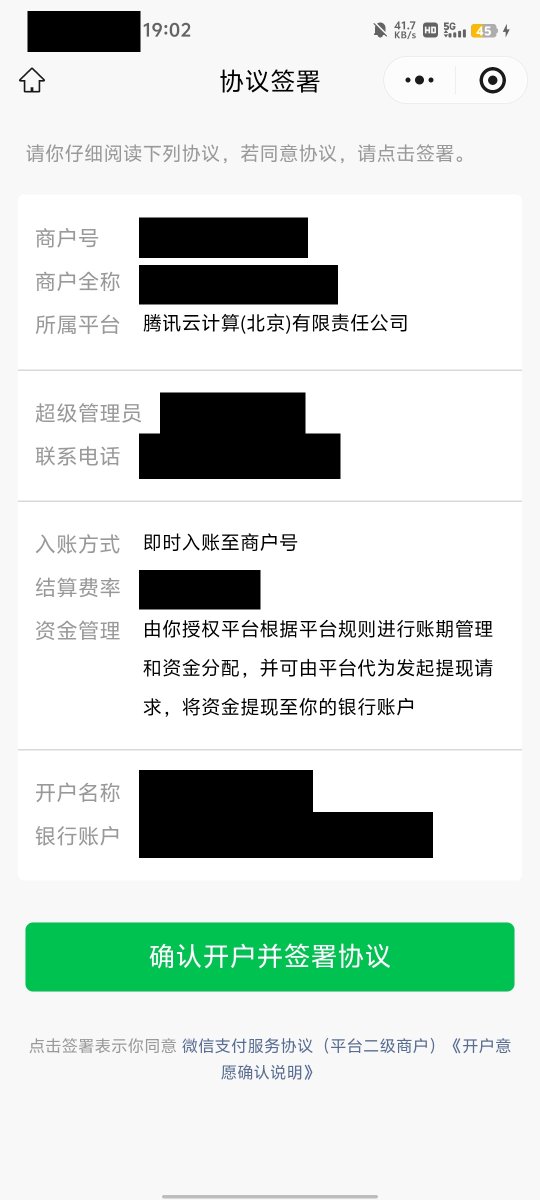 19:02 41.7 KB/s HD 5G 45
协议签署
请你仔细阅读下列协议，若同意协议，请点击签署。
商户号
商户全称
所属平台 腾讯云计算(北京)有限责任公司
超级管理员
联系电话
入账方式 即时入账至商户号
结算费率
资金管理 由你授权平台根据平台规则进行账期管理
和资金分配，并可由平台代为发起提现请
求，将资金提现至你的银行账户
开户名称
银行账户
确认开户并签署协议
点击签署表示你同意 微信支付服务协议（平台二级商户）《开户意
愿确认说明》